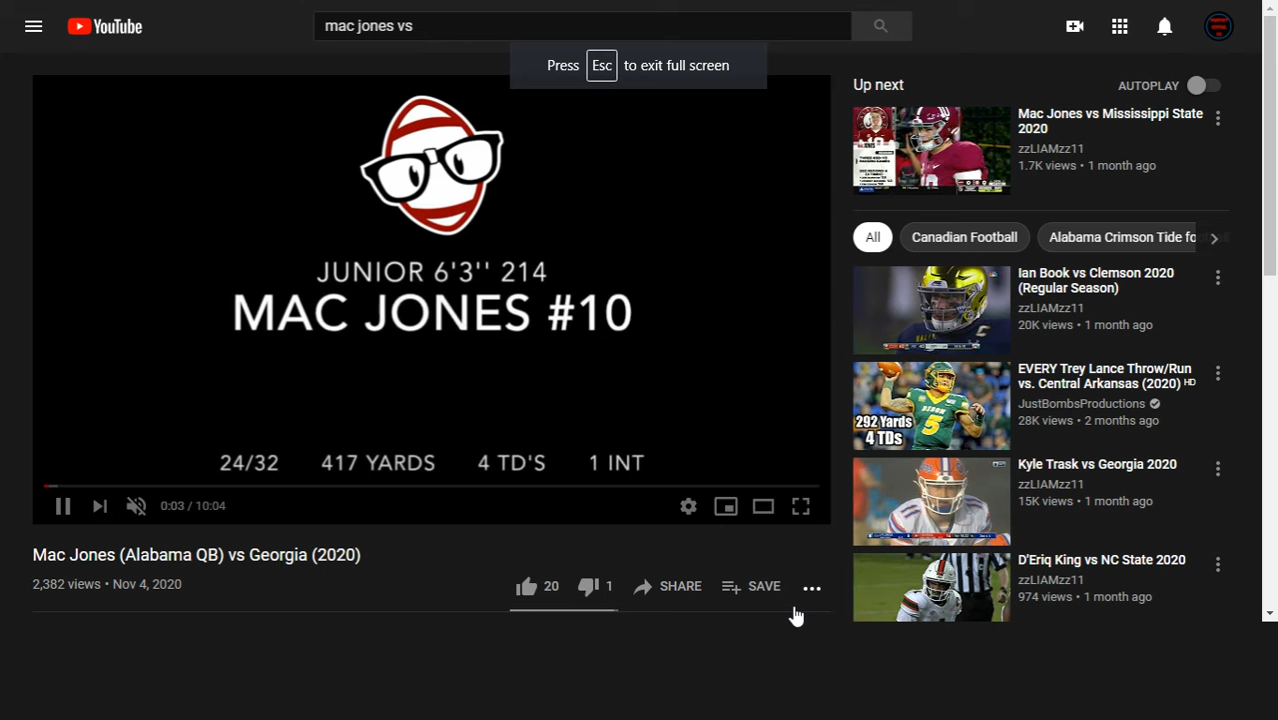 YouTube
mac jones vs
Press Esc to exit full screen
JUNIOR 6'3'' 214
MAC JONES #10
24/32 417 YARDS 4 TD'S 1 INT
0:03 / 10:04
Mac Jones (Alabama QB) vs Georgia (2020)
2,382 views • Nov 4, 2020
20 1 SHARE SAVE
Up next
AUTOPLAY
Mac Jones vs Mississippi State
2020
zzLIAMzz11
1.7K views • 1 month ago
All Canadian Football Alabama Crimson Tide fo
Ian Book vs Clemson 2020
(Regular Season)
zzLIAMzz11
20K views • 1 month ago
292 Yards
4 TDs
EVERY Trey Lance Throw/Run
vs. Central Arkansas (2020) HD
JustBombsProductions
28K views • 2 months ago
Kyle Trask vs Georgia 2020
zzLIAMzz11
15K views • 1 month ago
D'Eriq King vs NC State 2020
zzLIAMzz11
974 views • 1 month ago